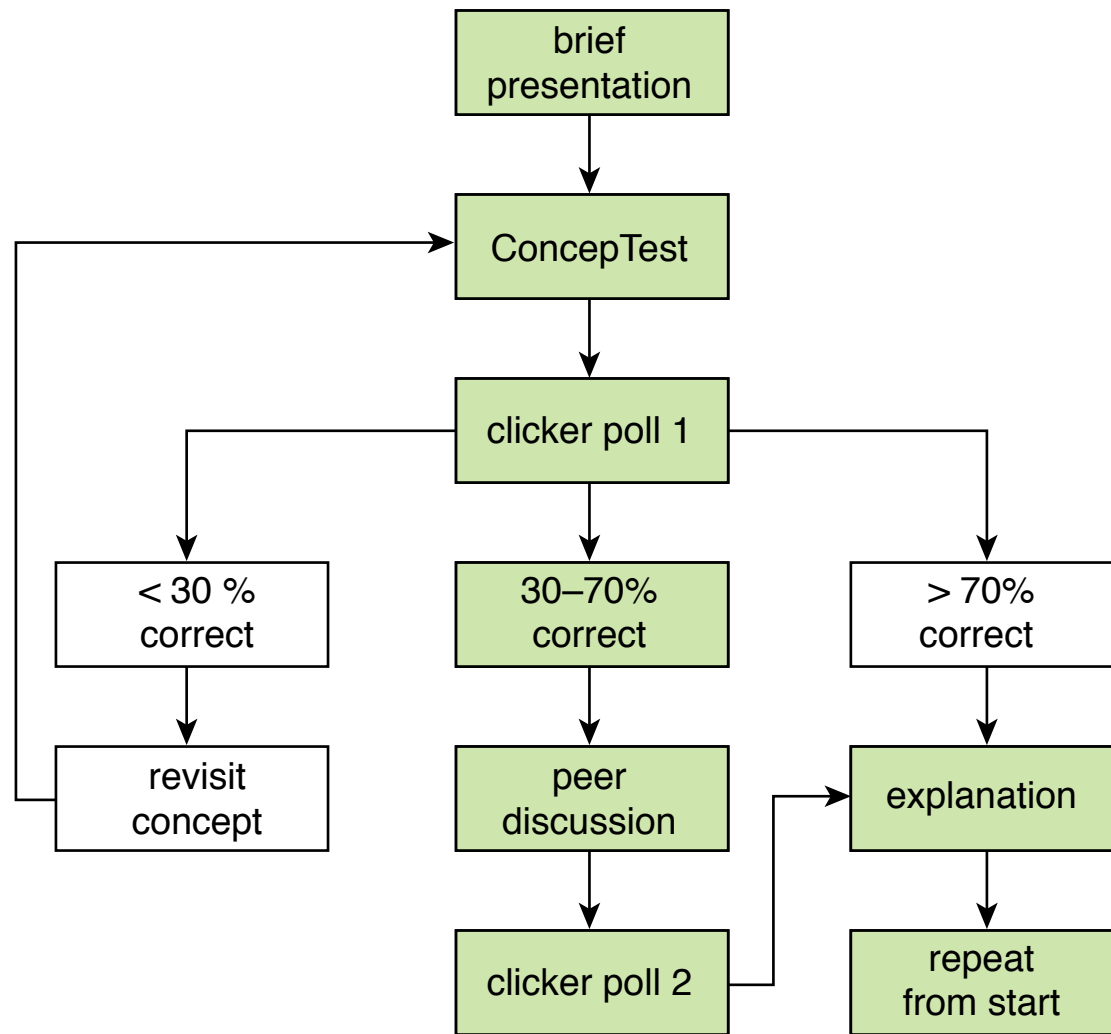 brief
presentation
ConcepTest
clicker poll 1
< 30 %
correct
30–70%
correct
> 70%
correct
revisit
concept
peer
discussion
explanation
clicker poll 2
repeat
from start